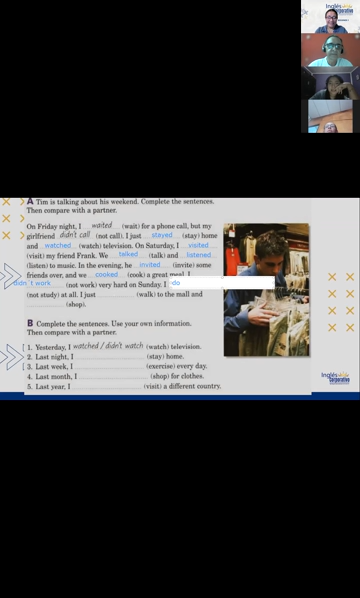 Inglés
Corporative
A Tim is talking about his weekend. Complete the sentences.
Then compare with a partner.
On Friday night, I waited (wait) for a phone call, but my
girlfriend didn't call (not call). I just stayed (stay) home
and watched (watch) television. On Saturday, I visited
(visit) my friend Frank. We talked (talk) and listened
(listen) to music. In the evening, he invited (invite) some
friends over, and we cooked (cook) a great meal. I
didn´t work (not work) very hard on Sunday. I do
(not study) at all. I just (walk) to the mall and
(shop).
B Complete the sentences. Use your own information.
Then compare with a partner.
1. Yesterday, I watched / didn't watch (watch) television.
2. Last night, I (stay) home.
3. Last week, I (exercise) every day.
4. Last month, I (shop) for clothes.
5. Last year, I (visit) a different country.
Inglés
Corporative